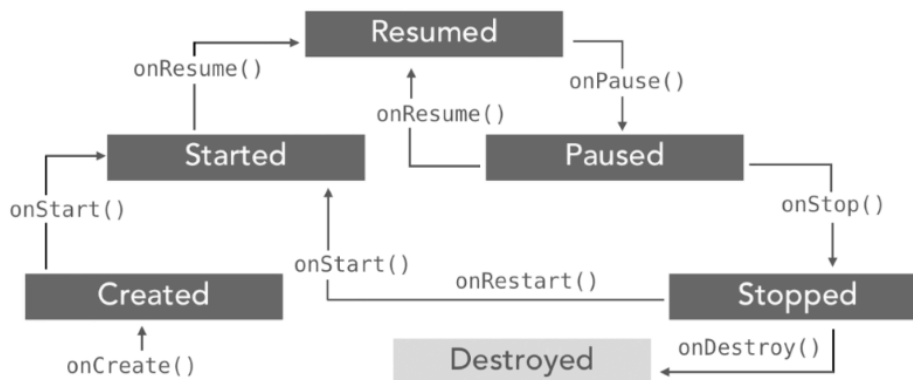 Resumed
onResume()
onPause()
onResume()
Started
Paused
onStart()
onStop()
onStart()
onRestart()
Created
Stopped
onCreate()
Destroyed
onDestroy()